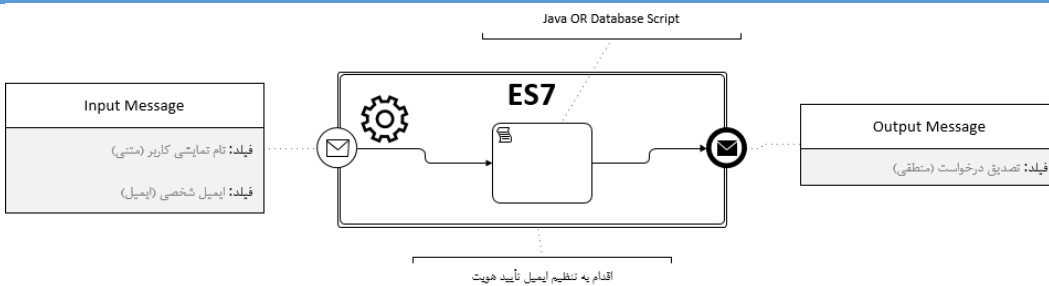 Java OR Database Script
ES7
Input Message
فیلد: نام نمایشی کاربر (متنی)
فیلد: ایمیل شخصی (ایمیل)
Output Message
فیلد: تصدیق درخواست (منطقی)
اقدام به تنظیم ایمیل تأیید هویت